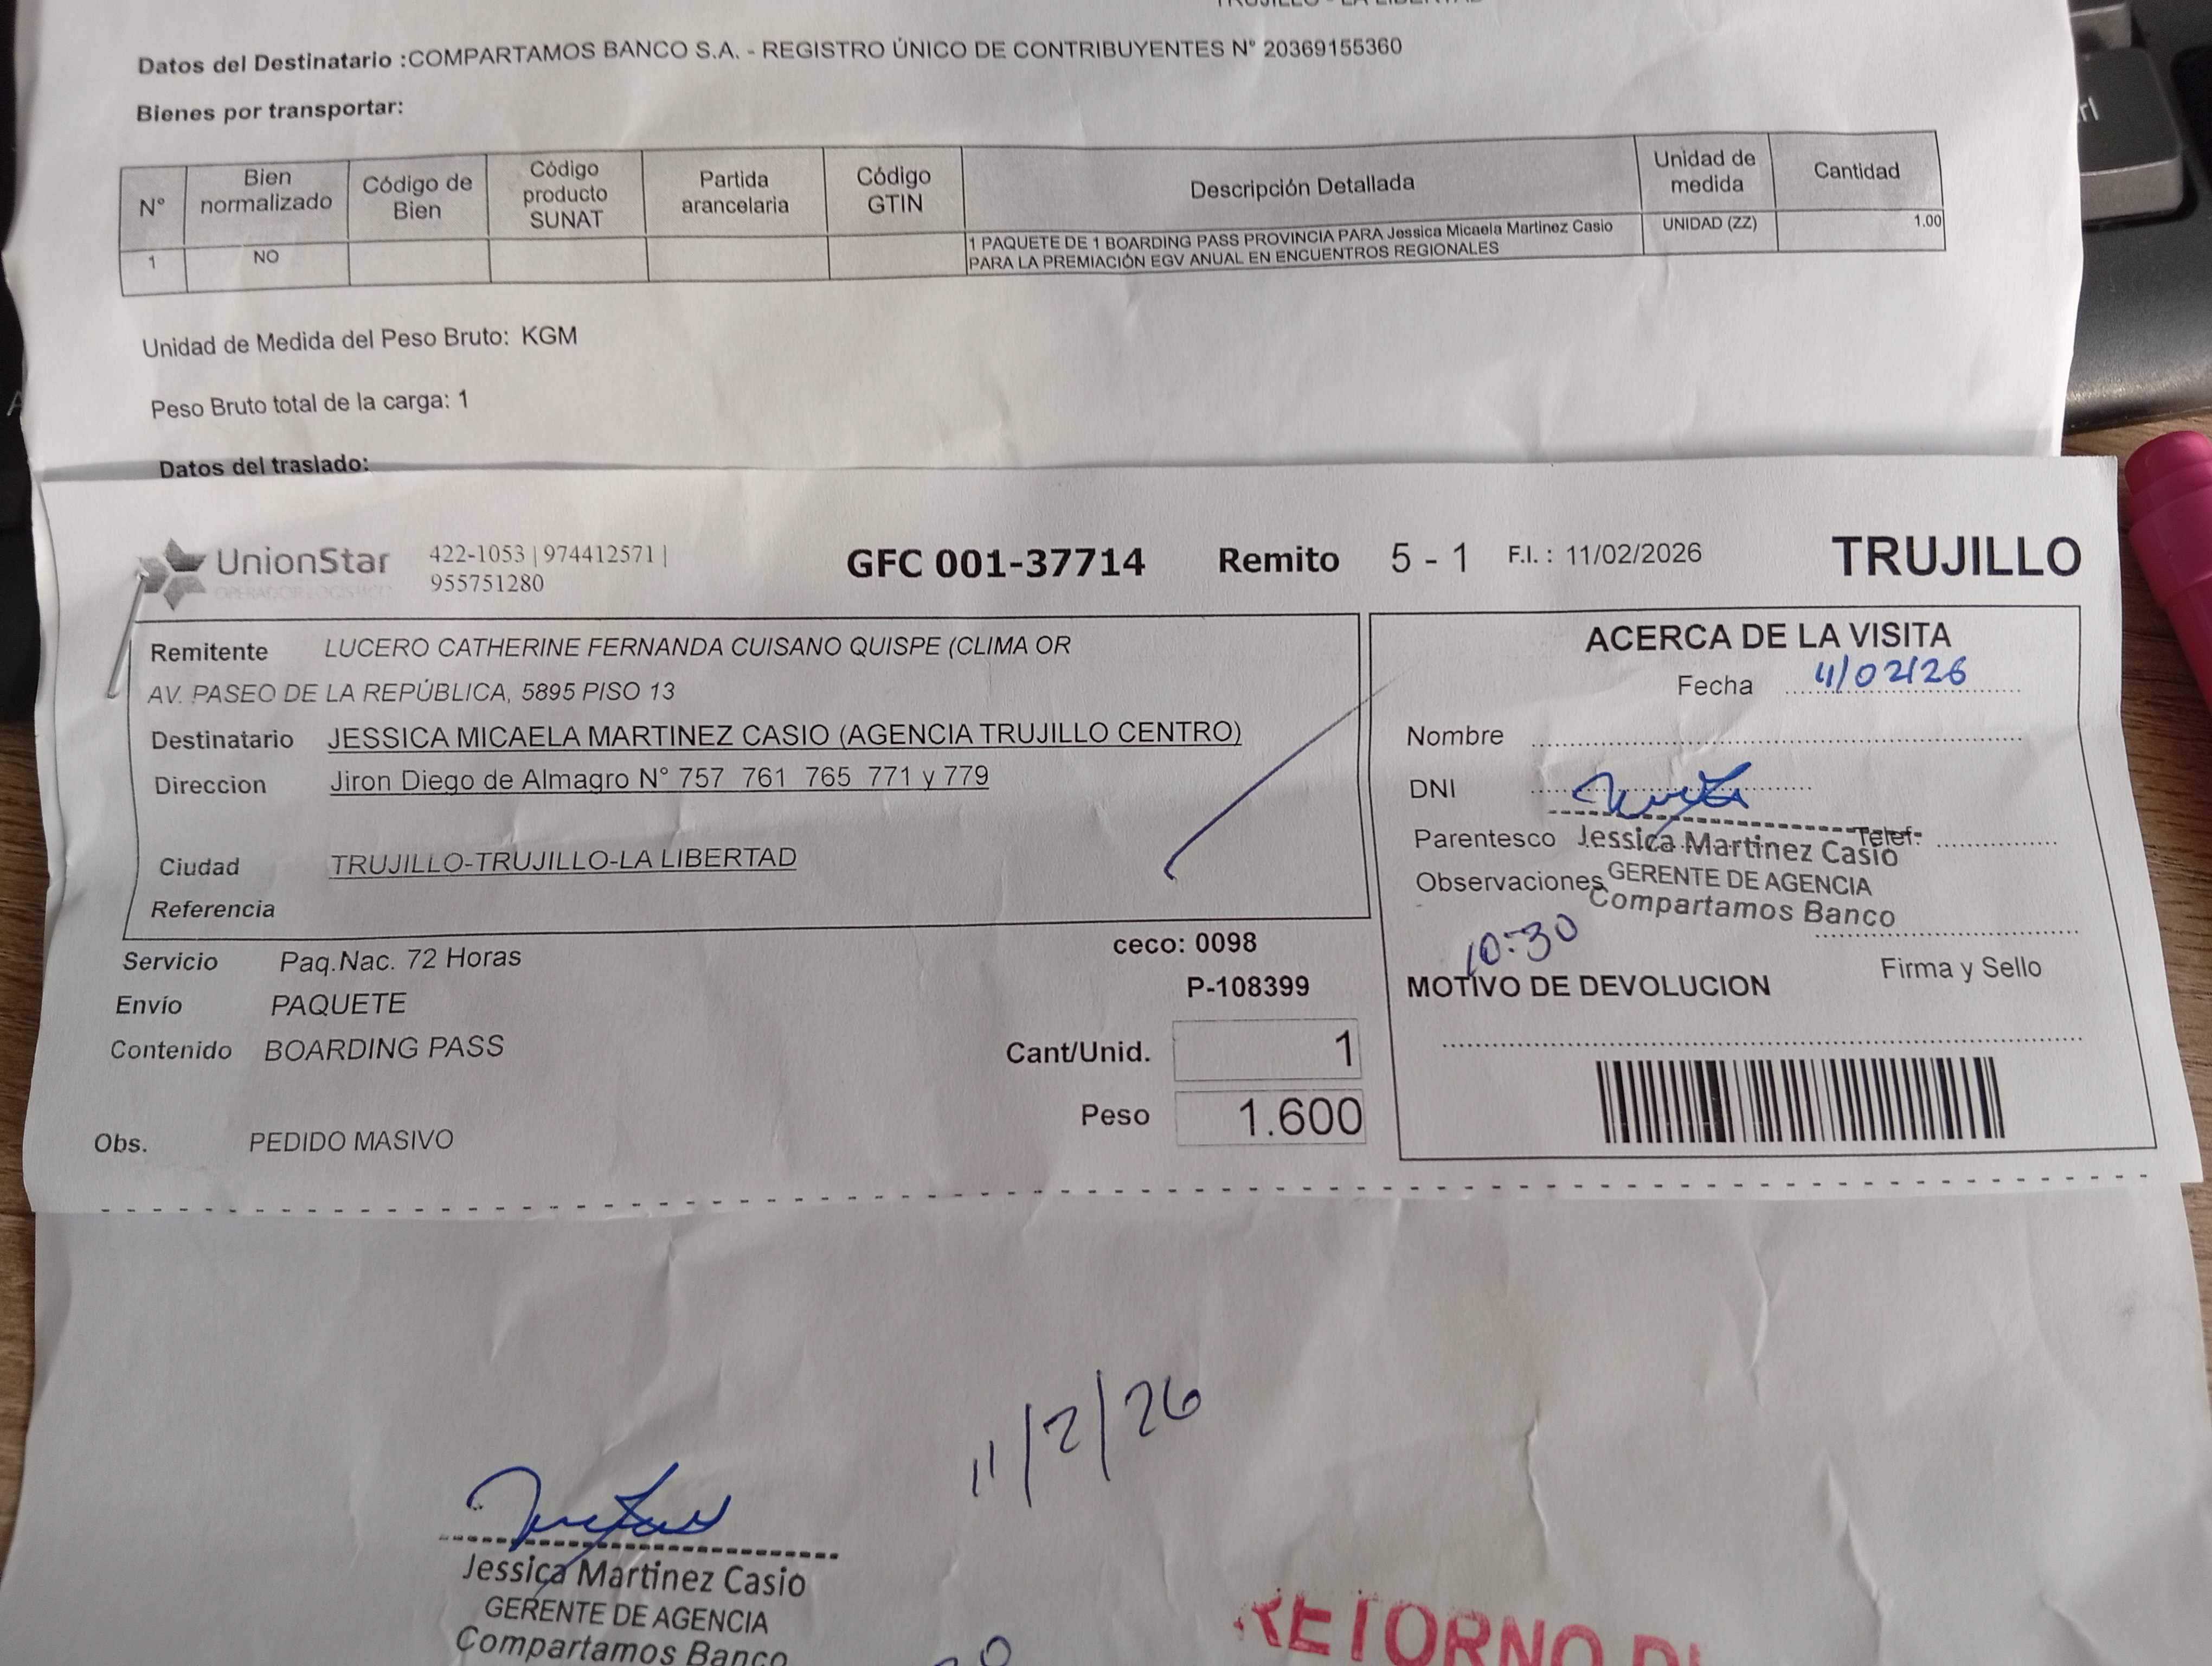 TRUJILLO - LA LIBERTAD
Datos del Destinatario :COMPARTAMOS BANCO S.A. - REGISTRO ÚNICO DE CONTRIBUYENTES N° 20369155360
Bienes por transportar:
N° Bien normalizado Código de Bien Código producto SUNAT Partida arancelaria Código GTIN Descripción Detallada Unidad de medida Cantidad
1 NO 1 PAQUETE DE 1 BOARDING PASS PROVINCIA PARA Jessica Micaela Martinez Casio UNIDAD (ZZ) 1.00
PARA LA PREMIACIÓN EGV ANUAL EN ENCUENTROS REGIONALES
Unidad de Medida del Peso Bruto: KGM
Peso Bruto total de la carga: 1
Datos del traslado:
UnionStar
OPERADOR LOGISTICO
422-1053 | 974412571 |
955751280
GFC 001-37714 Remito 5 - 1 F.I. : 11/02/2026 TRUJILLO
Remitente LUCERO CATHERINE FERNANDA CUISANO QUISPE (CLIMA OR
AV. PASEO DE LA REPÚBLICA, 5895 PISO 13
Destinatario JESSICA MICAELA MARTINEZ CASIO (AGENCIA TRUJILLO CENTRO)
Direccion Jiron Diego de Almagro N° 757 761 765 771 y 779
Ciudad TRUJILLO-TRUJILLO-LA LIBERTAD
Referencia
Servicio Paq.Nac. 72 Horas
Envío PAQUETE
Contenido BOARDING PASS
Obs. PEDIDO MASIVO
ceco: 0098
P-108399
Cant/Unid. 1
Peso 1.600
ACERCA DE LA VISITA
Fecha 11/02/26
Nombre
DNI
Parentesco Telef:
Jessica Martinez Casio
Observaciones
GERENTE DE AGENCIA
Compartamos Banco
10:30
Firma y Sello
MOTIVO DE DEVOLUCION
11/2/26
Jessica Martinez Casio
GERENTE DE AGENCIA
Compartamos Banco
RETORNO